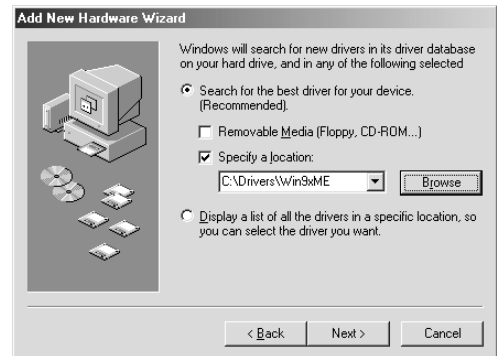 Add New Hardware Wizard
Windows will search for new drivers in its driver database
on your hard drive, and in any of the following selected
Search for the best driver for your device.
(Recommended).
Removable Media (Floppy, CD-ROM...)
Specify a location:
C:\Drivers\Win9xME
Browse
Display a list of all the drivers in a specific location, so
you can select the driver you want.
< Back
Next >
Cancel